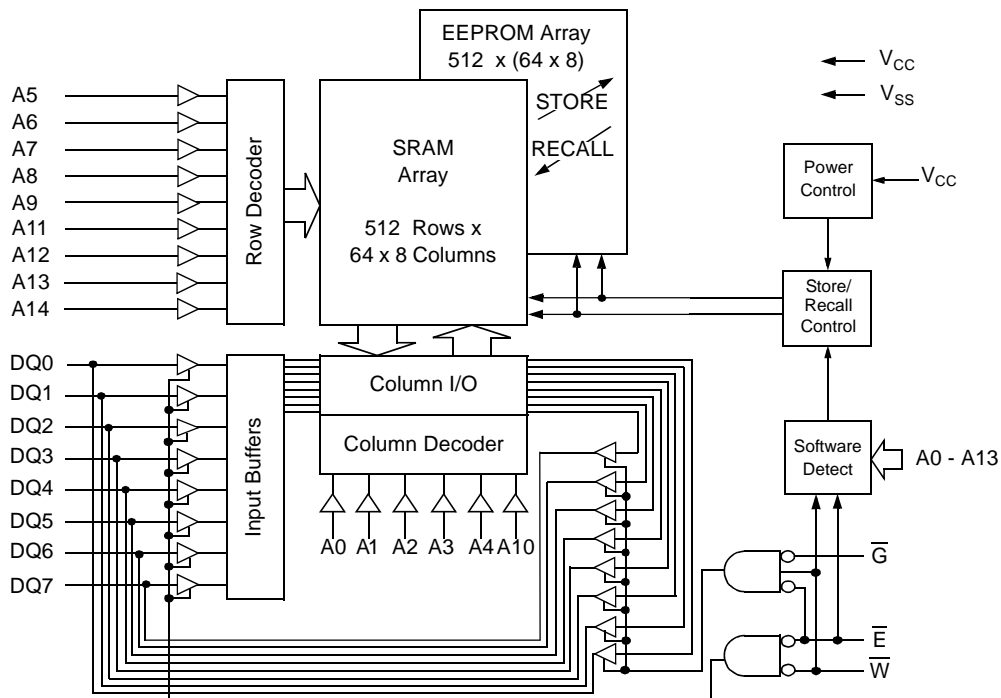 EEPROM Array
512 x (64 x 8)
STORE
RECALL
VCC
VSS
A5
A6
A7
A8
A9
A11
A12
A13
A14
Row Decoder
SRAM
Array
512 Rows x
64 x 8 Columns
Power
Control
VCC
Store/
Recall
Control
DQ0
DQ1
DQ2
DQ3
DQ4
DQ5
DQ6
DQ7
Input Buffers
Column I/O
Column Decoder
A0 A1 A2 A3 A4 A10
Software
Detect
A0 - A13
G̅
E̅
W̅